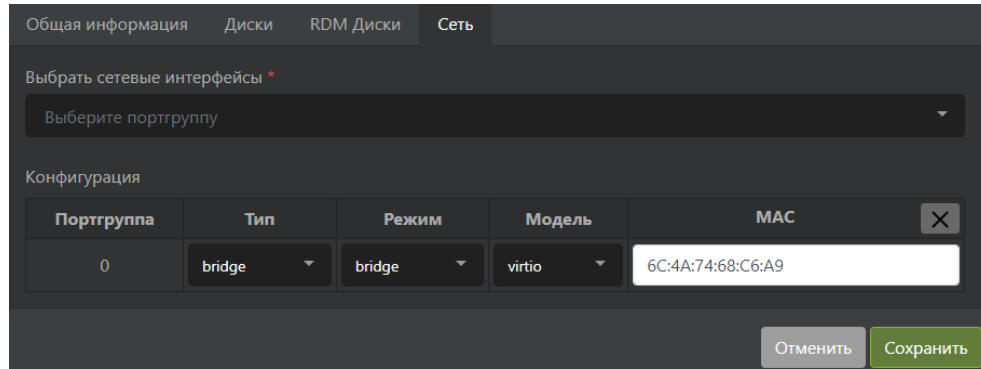 Общая информация Диски RDM Диски Сеть
Выбрать сетевые интерфейсы *
Выберите портгруппу
Конфигурация
Портгруппа Тип Режим Модель MAC
0 bridge bridge virtio 6C:4A:74:68:C6:A9
Отменить Сохранить